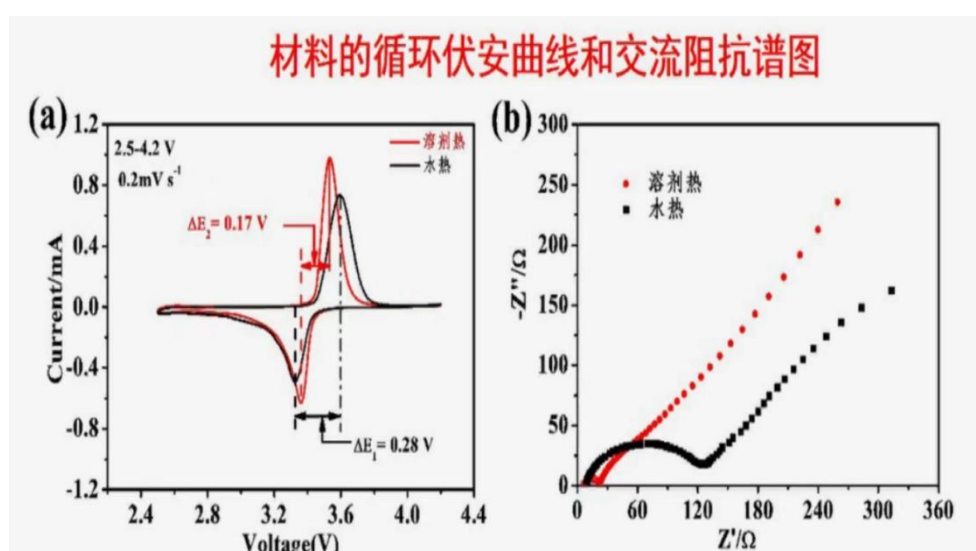 材料的循环伏安曲线和交流阻抗谱图
(a)
1.2
0.8
0.4
0.0
-0.4
-0.8
-1.2
Current/mA
2.5-4.2 V
0.2mV s⁻¹
溶剂热
水热
ΔE₂= 0.17 V
ΔE₁= 0.28 V
2.4 2.8 3.2 3.6 4.0 4.4
Voltage(V)
(b)
300
250
200
150
100
50
0
-Z''/Ω
溶剂热
水热
0 60 120 180 240 300 360
Z'/Ω